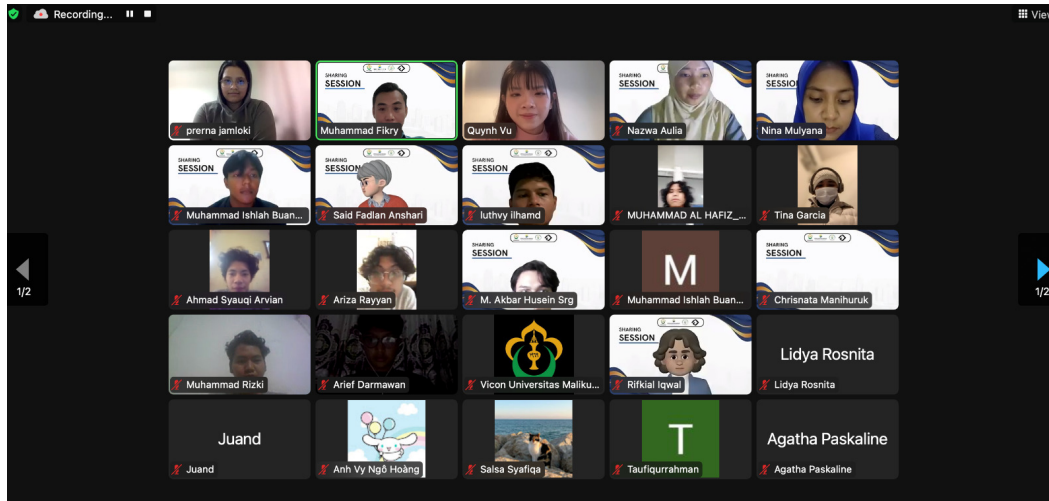 Recording...
View
prerna jamloki
SHARING
SESSION
Muhammad Fikry
Quynh Vu
SHARING
SESSION
Nazwa Aulia
SHARING
SESSION
Nina Mulyana
SHARING
SESSION
Muhammad Ishlah Buan...
SHARING
SESSION
Said Fadlan Anshari
SHARING
SESSION
luthvy ilhamd
MUHAMMAD AL HAFIZ_...
Tina Garcia
1/2
Ahmad Syauqi Arvian
Ariza Rayyan
SHARING
SESSION
M. Akbar Husein Srg
M
Muhammad Ishlah Buan...
SHARING
SESSION
Chrisnata Manihuruk
1/2
Muhammad Rizki
Arief Darmawan
Vicon Universitas Maliku...
SHARING
SESSION
Rifkial Iqwal
Lidya Rosnita
Lidya Rosnita
Juand
Juand
Anh Vy Ngô Hoàng
Salsa Syafiqa
T
Taufiqurrahman
Agatha Paskaline
Agatha Paskaline